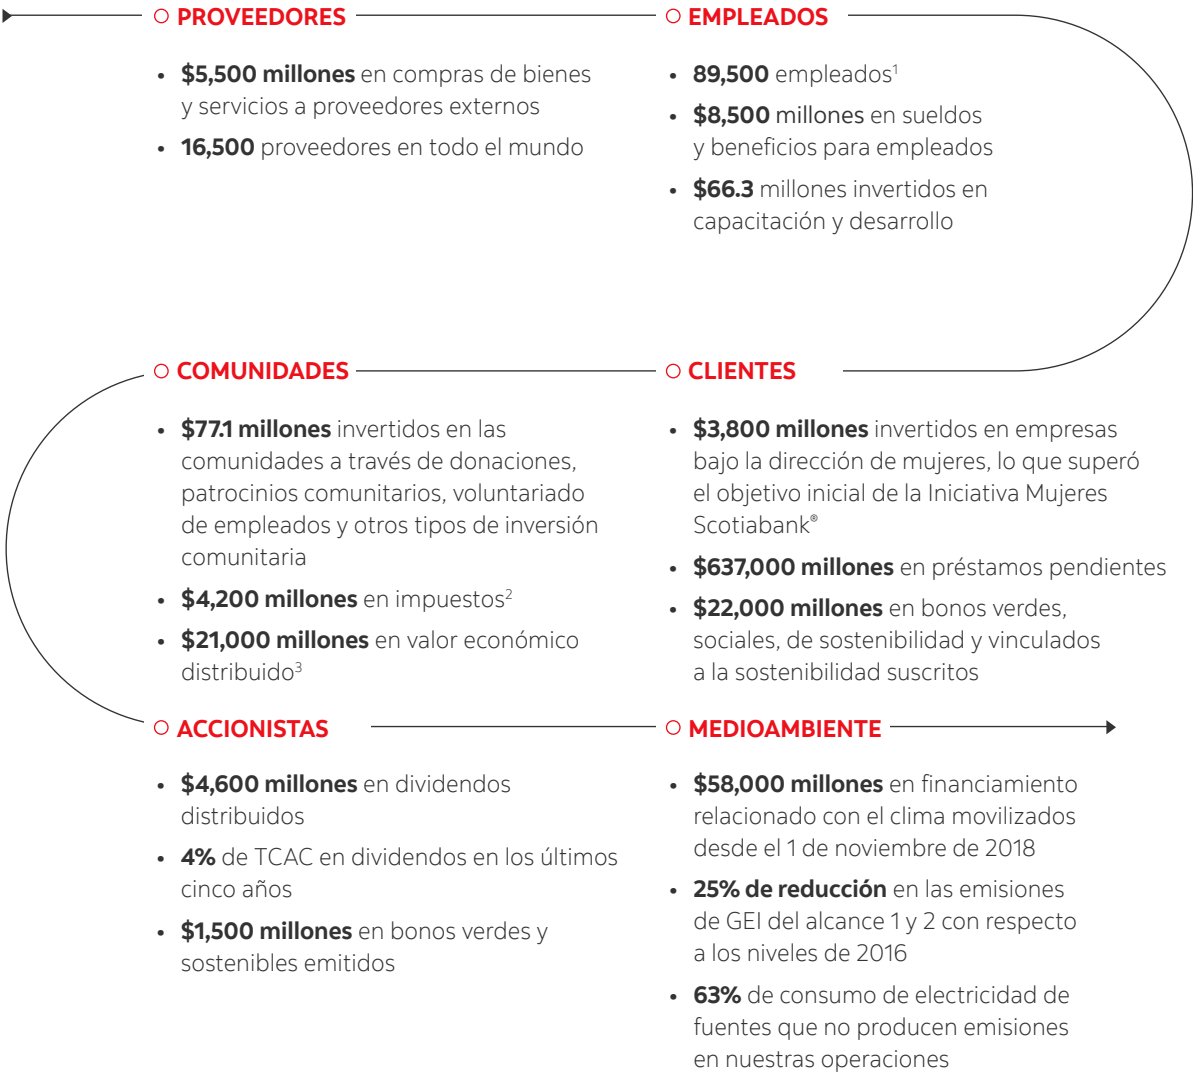 PROVEEDORES
• $5,500 millones en compras de bienes
y servicios a proveedores externos
• 16,500 proveedores en todo el mundo
EMPLEADOS
• 89,500 empleados¹
• $8,500 millones en sueldos
y beneficios para empleados
• $66.3 millones invertidos en
capacitación y desarrollo
CLIENTES
• $3,800 millones invertidos en empresas
bajo la dirección de mujeres, lo que superó
el objetivo inicial de la Iniciativa Mujeres
Scotiabank®
• $637,000 millones en préstamos pendientes
• $22,000 millones en bonos verdes,
sociales, de sostenibilidad y vinculados
a la sostenibilidad suscritos
COMUNIDADES
• $77.1 millones invertidos en las
comunidades a través de donaciones,
patrocinios comunitarios, voluntariado
de empleados y otros tipos de inversión
comunitaria
• $4,200 millones en impuestos²
• $21,000 millones en valor económico
distribuido³
ACCIONISTAS
• $4,600 millones en dividendos
distribuidos
• 4% de TCAC en dividendos en los últimos
cinco años
• $1,500 millones en bonos verdes y
sostenibles emitidos
MEDIOAMBIENTE
• $58,000 millones en financiamiento
relacionado con el clima movilizados
desde el 1 de noviembre de 2018
• 25% de reducción en las emisiones
de GEI del alcance 1 y 2 con respecto
a los niveles de 2016
• 63% de consumo de electricidad de
fuentes que no producen emisiones
en nuestras operaciones